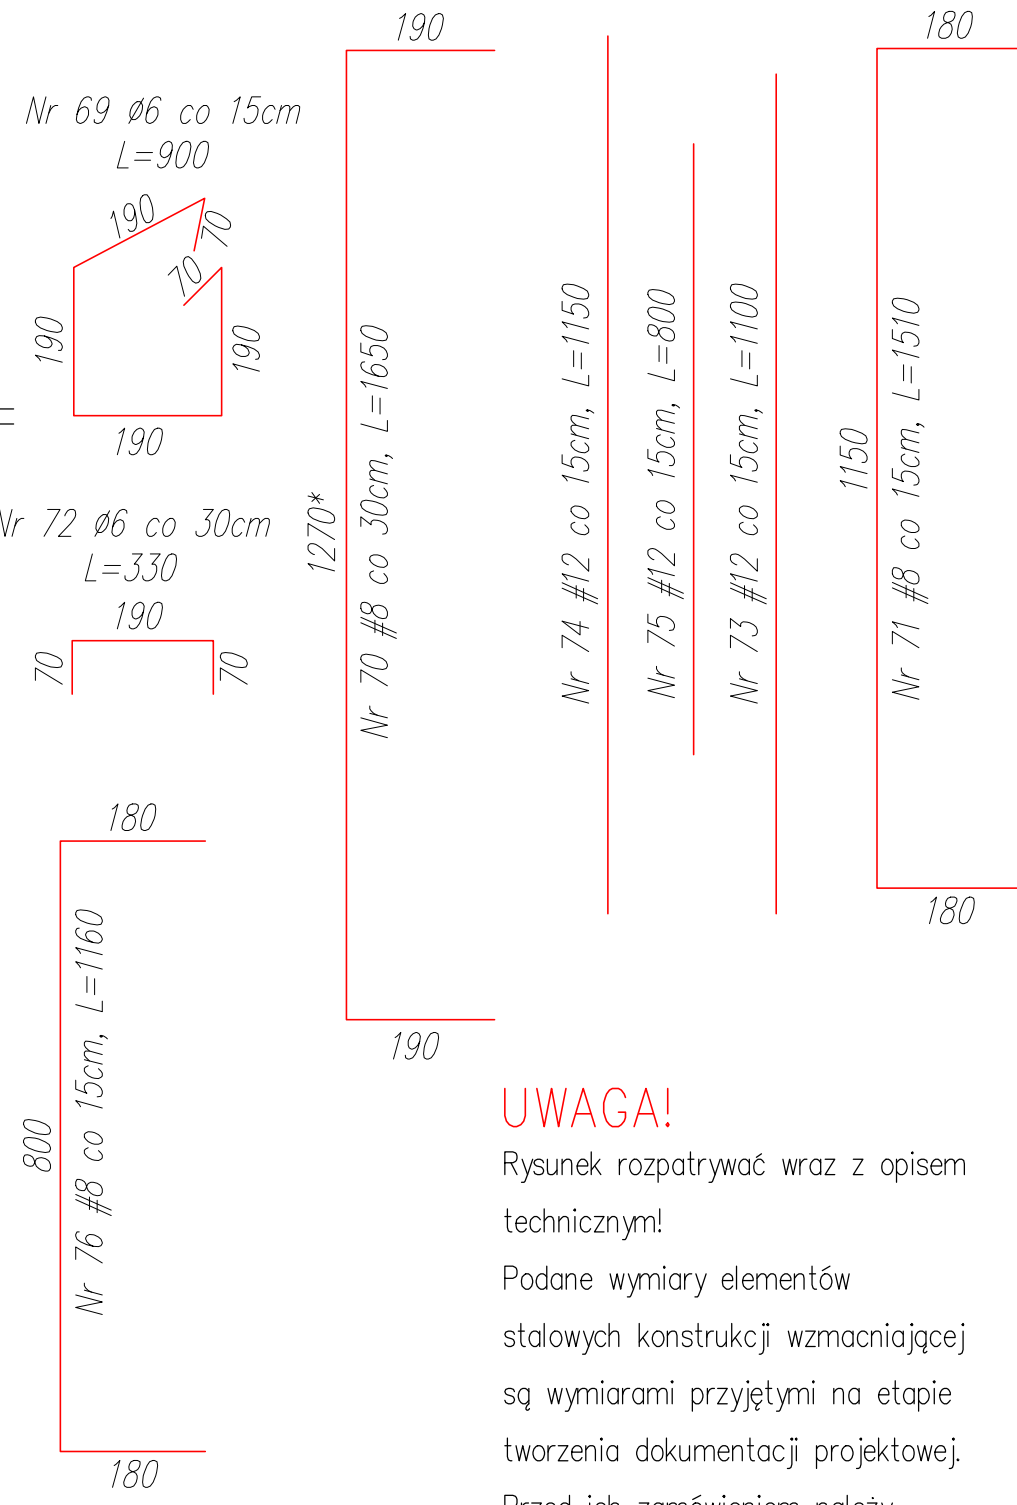 190
180
Nr 69 ø6 co 15cm
L=900
190
70
70
190
190
190
Nr 72 ø6 co 30cm
L=330
190
70
70
1270*
Nr 70 #8 co 30cm, L=1650
190
Nr 74 #12 co 15cm, L=1150
Nr 75 #12 co 15cm, L=800
Nr 73 #12 co 15cm, L=1100
1150
Nr 71 #8 co 15cm, L=1510
180
180
800
Nr 76 #8 co 15cm, L=1160
180
UWAGA!
Rysunek rozpatrywać wraz z opisem
technicznym!
Podane wymiary elementów
stalowych konstrukcji wzmacniającej
są wymiarami przyjętymi na etapie
tworzenia dokumentacji projektowej.
Przed ich zamówieniem należy